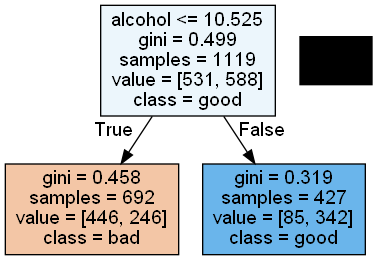 alcohol <= 10.525
gini = 0.499
samples = 1119
value = [531, 588]
class = good
True
False
gini = 0.458
samples = 692
value = [446, 246]
class = bad
gini = 0.319
samples = 427
value = [85, 342]
class = good